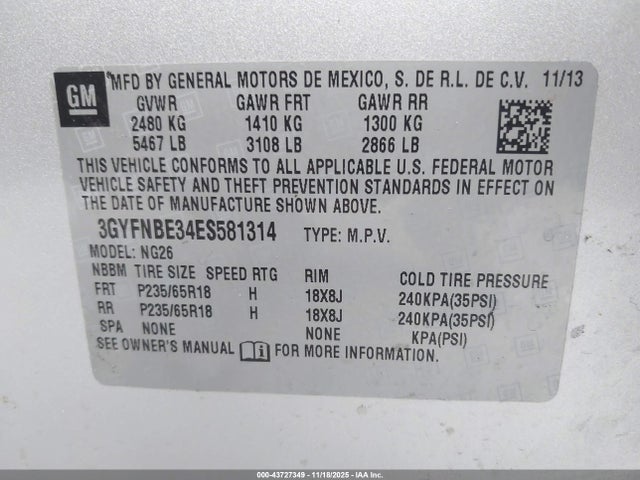 GM
MFD BY GENERAL MOTORS DE MEXICO, S. DE R.L. DE C.V. 11/13
GVWR GAWR FRT GAWR RR
2480 KG 1410 KG 1300 KG
5467 LB 3108 LB 2866 LB
THIS VEHICLE CONFORMS TO ALL APPLICABLE U.S. FEDERAL MOTOR
VEHICLE SAFETY AND THEFT PREVENTION STANDARDS IN EFFECT ON
THE DATE OF MANUFACTURE SHOWN ABOVE.
3GYFNBE34ES581314 TYPE: M.P.V.
MODEL: NG26
NBBM TIRE SIZE SPEED RTG RIM COLD TIRE PRESSURE
FRT P235/65R18 H 18X8J 240KPA(35PSI)
RR P235/65R18 H 18X8J 240KPA(35PSI)
SPA NONE NONE KPA(PSI)
SEE OWNER'S MANUAL FOR MORE INFORMATION.
000-43727349 - 11/18/2025 - IAA Inc.